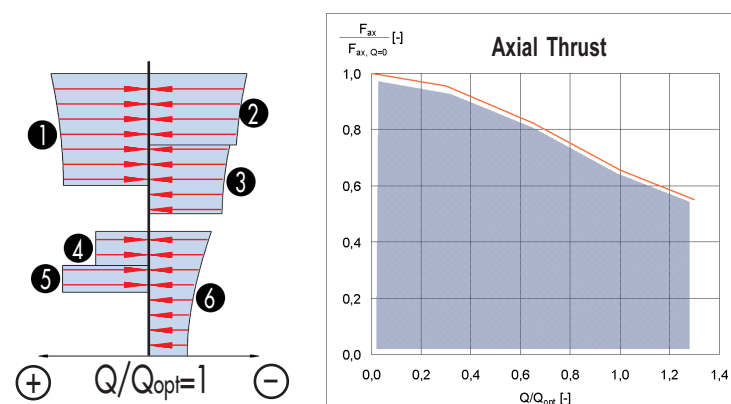 1
2
3
4
5
6
+ Q/Qopt=1 −
Fax
Fax, Q=0 [-]
Axial Thrust
1,0
0,8
0,6
0,4
0,2
0,0
0,0 0,2 0,4 0,6 0,8 1,0 1,2 1,4
Q/Qopt [-]